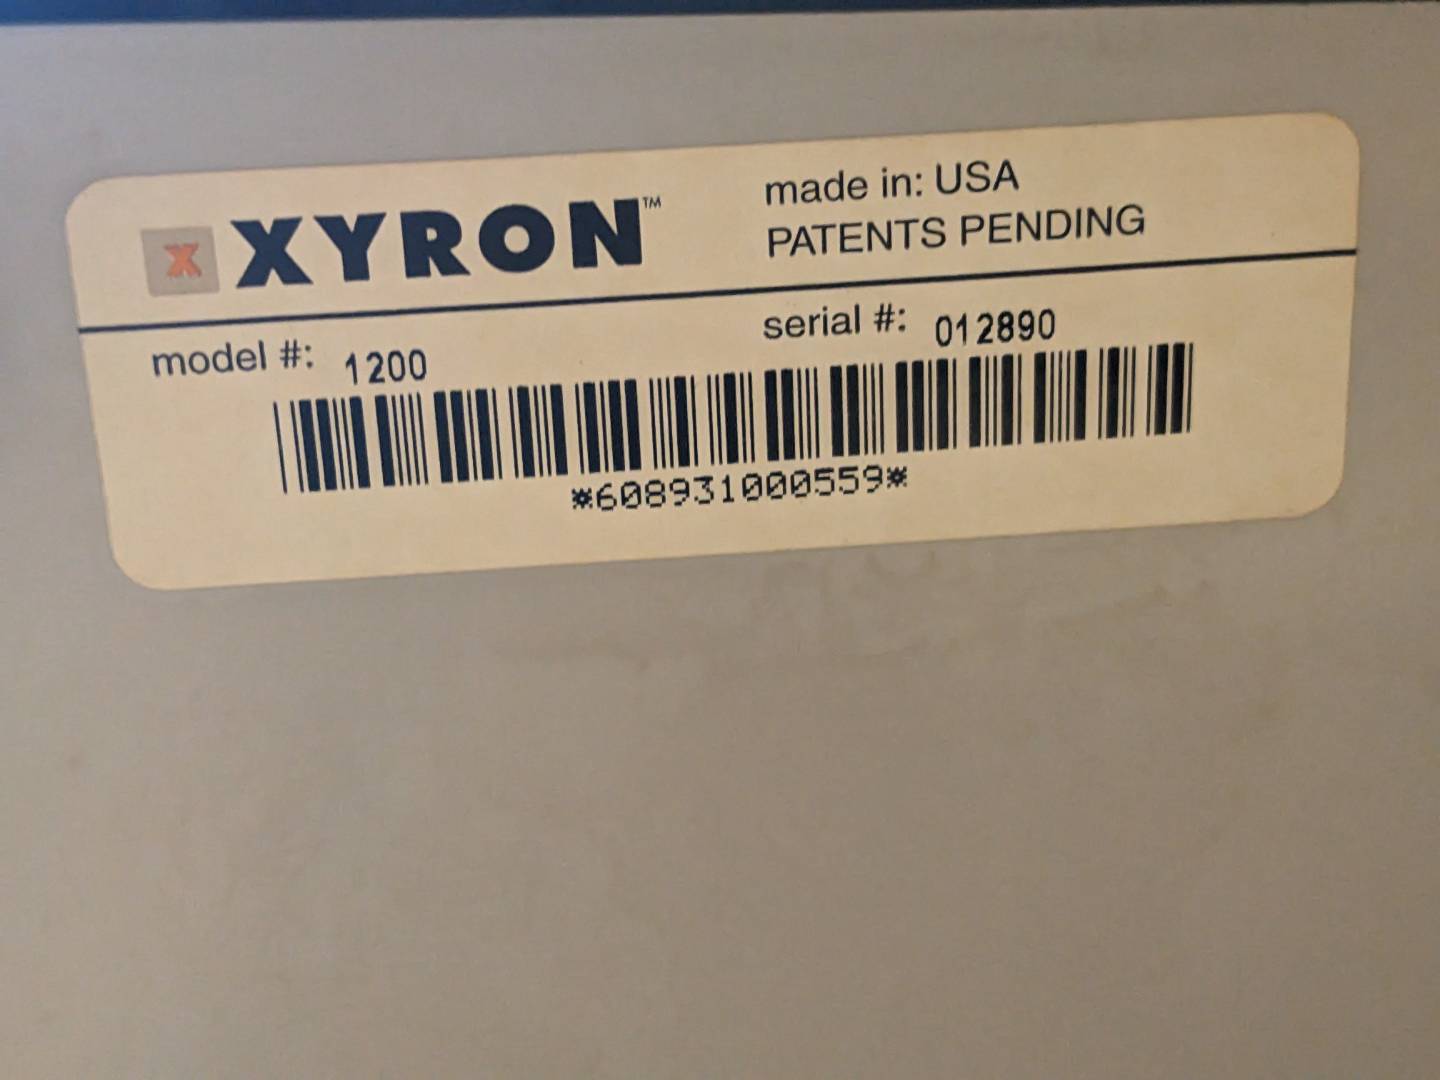 X XYRON™
made in: USA
PATENTS PENDING
model #: 1200
serial #: 012890
*608931000559*